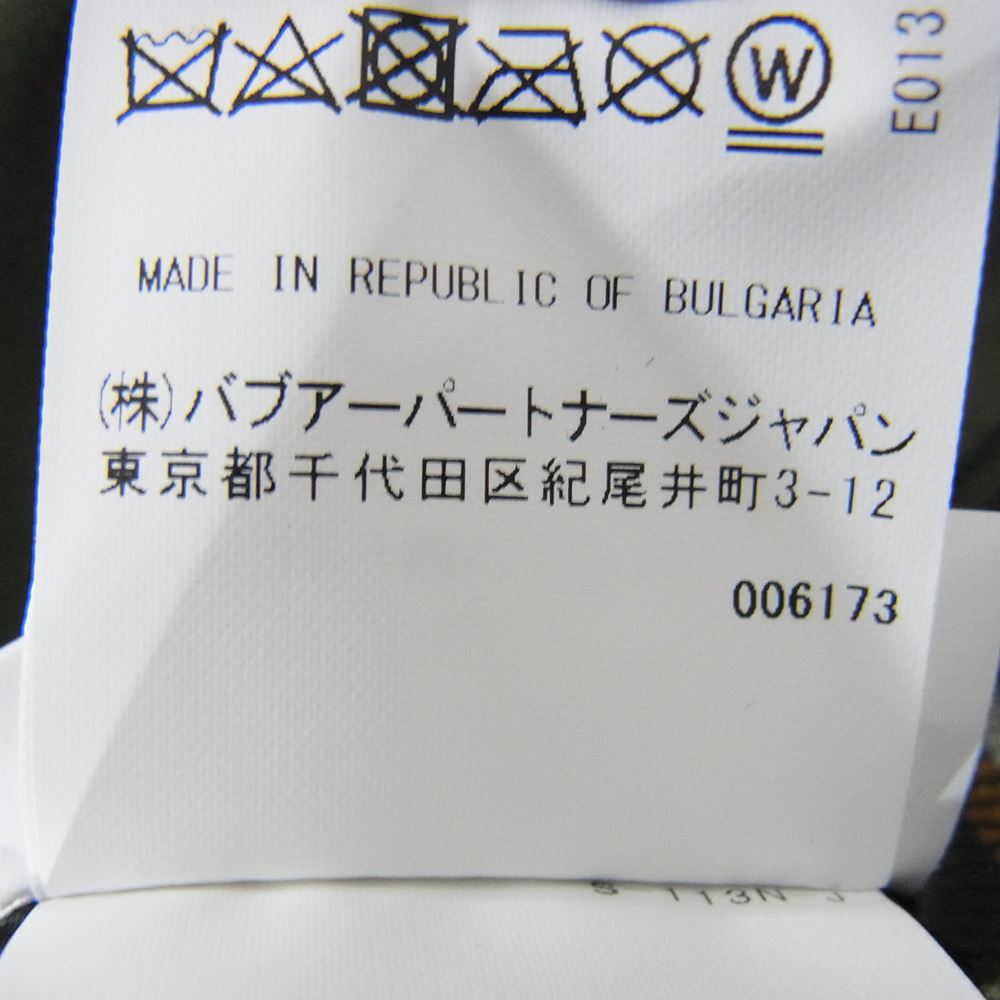 W
E013
MADE IN REPUBLIC OF BULGARIA
(株)バブアーパートナーズジャパン
東京都千代田区紀尾井町3-12
006173
S 113N J